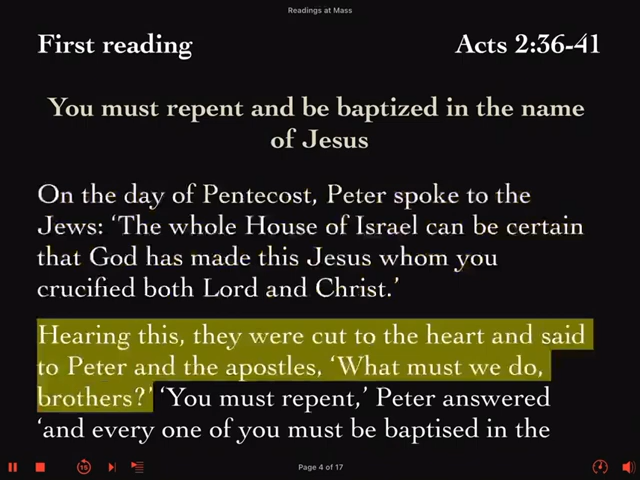 Readings at Mass
First reading
Acts 2:36-41
You must repent and be baptized in the name
of Jesus
On the day of Pentecost, Peter spoke to the
Jews: ‘The whole House of Israel can be certain
that God has made this Jesus whom you
crucified both Lord and Christ.’
Hearing this, they were cut to the heart and said
to Peter and the apostles, ‘What must we do,
brothers?’ ‘You must repent,’ Peter answered
‘and every one of you must be baptised in the
15
Page 4 of 17